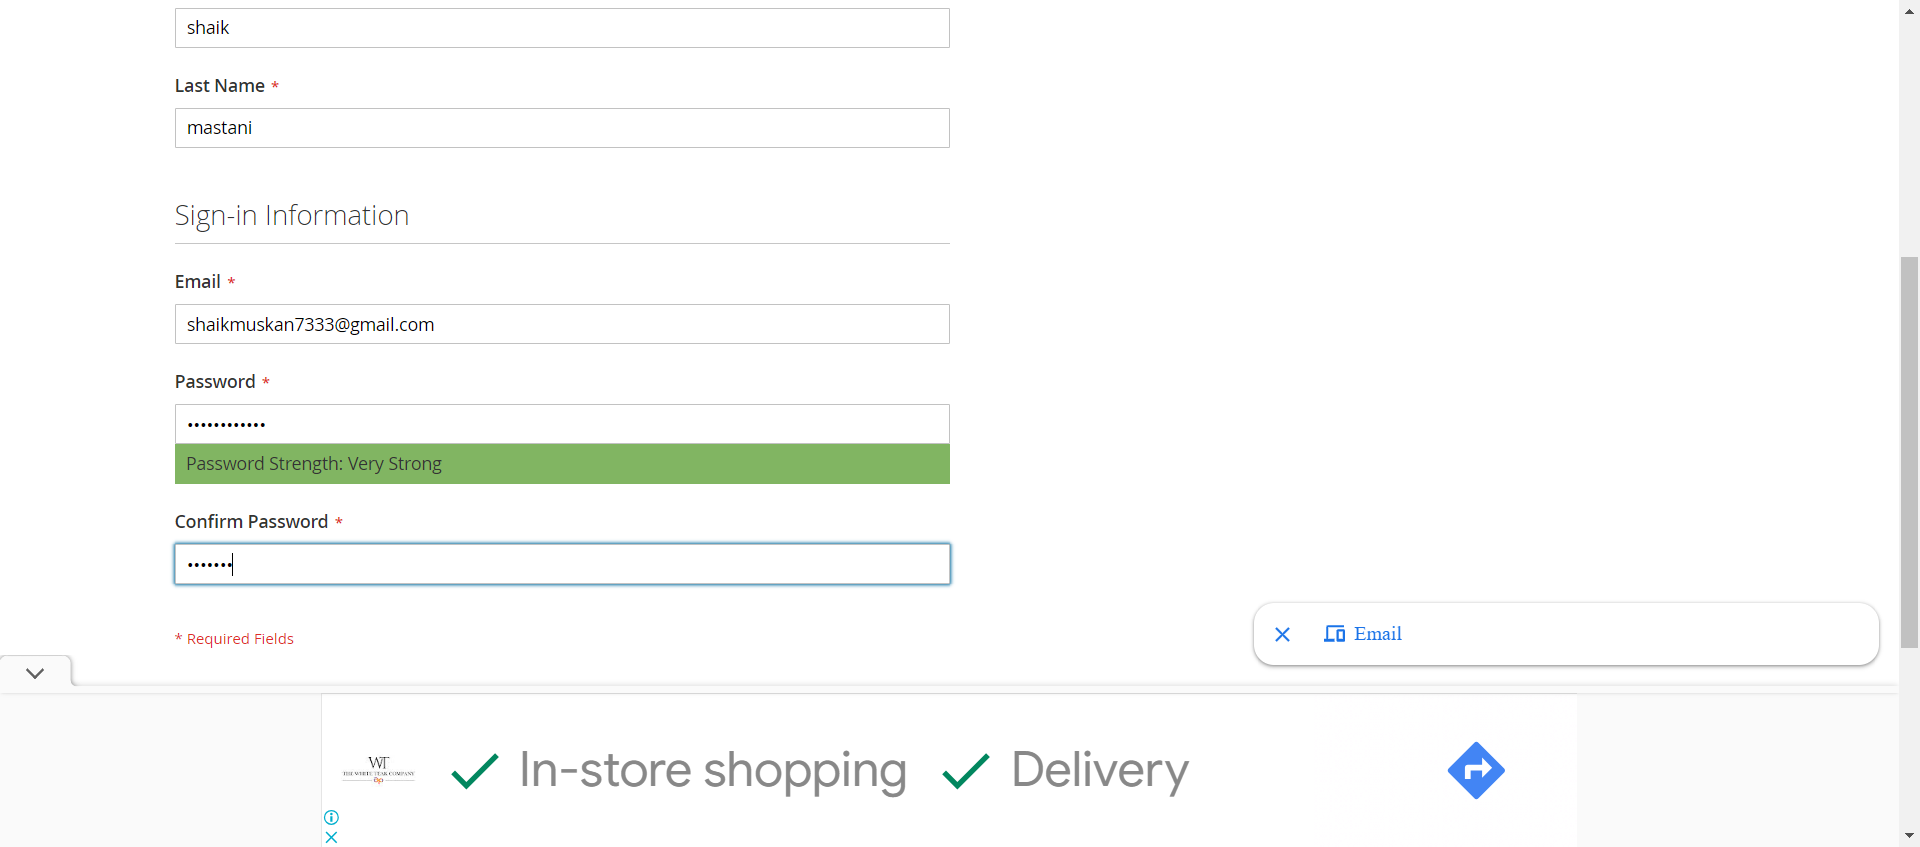 shaik
Last Name *
mastani
Sign-in Information
Email *
shaikmuskan7333@gmail.com
Password *
••••••••••••
Password Strength: Very Strong
Confirm Password *
•••••••
* Required Fields
Email
WT
THE WHITE TEAK COMPANY
In-store shopping
Delivery